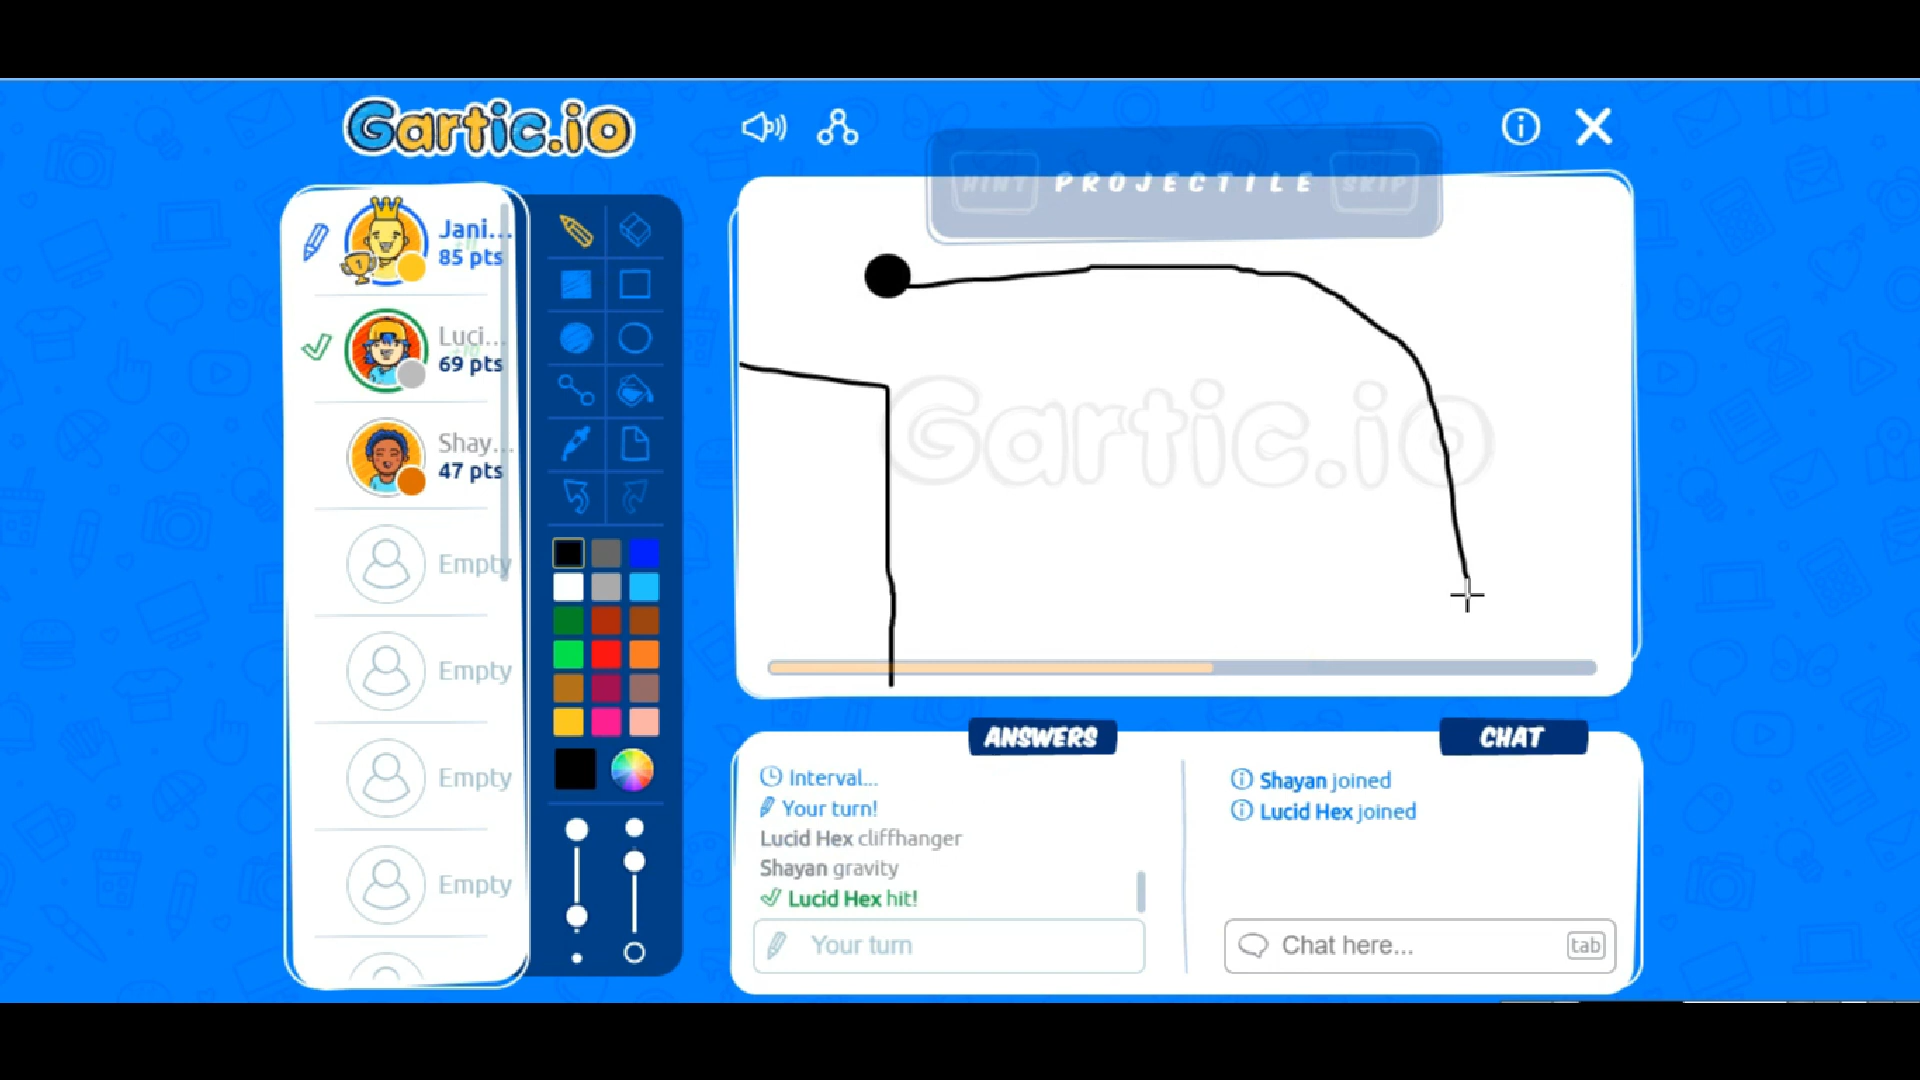 Gartic.io
HINT PROJECTILE SKIP
Jani...
85 pts
Luci...
69 pts
Shay...
47 pts
Empty
Empty
Empty
Empty
Gartic.io
ANSWERS
Interval...
Your turn!
Lucid Hex cliffhanger
Shayan gravity
Lucid Hex hit!
Your turn
CHAT
Shayan joined
Lucid Hex joined
Chat here... tab